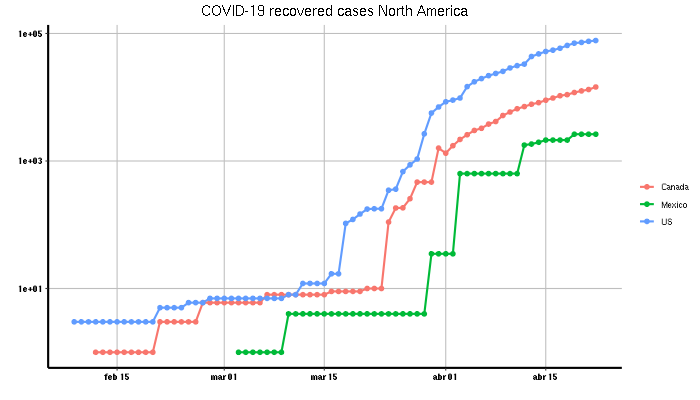 COVID-19 recovered cases North America
1e+05
1e+03
1e+01
feb 15
mar 01
mar 15
abr 01
abr 15
Canada
Mexico
US